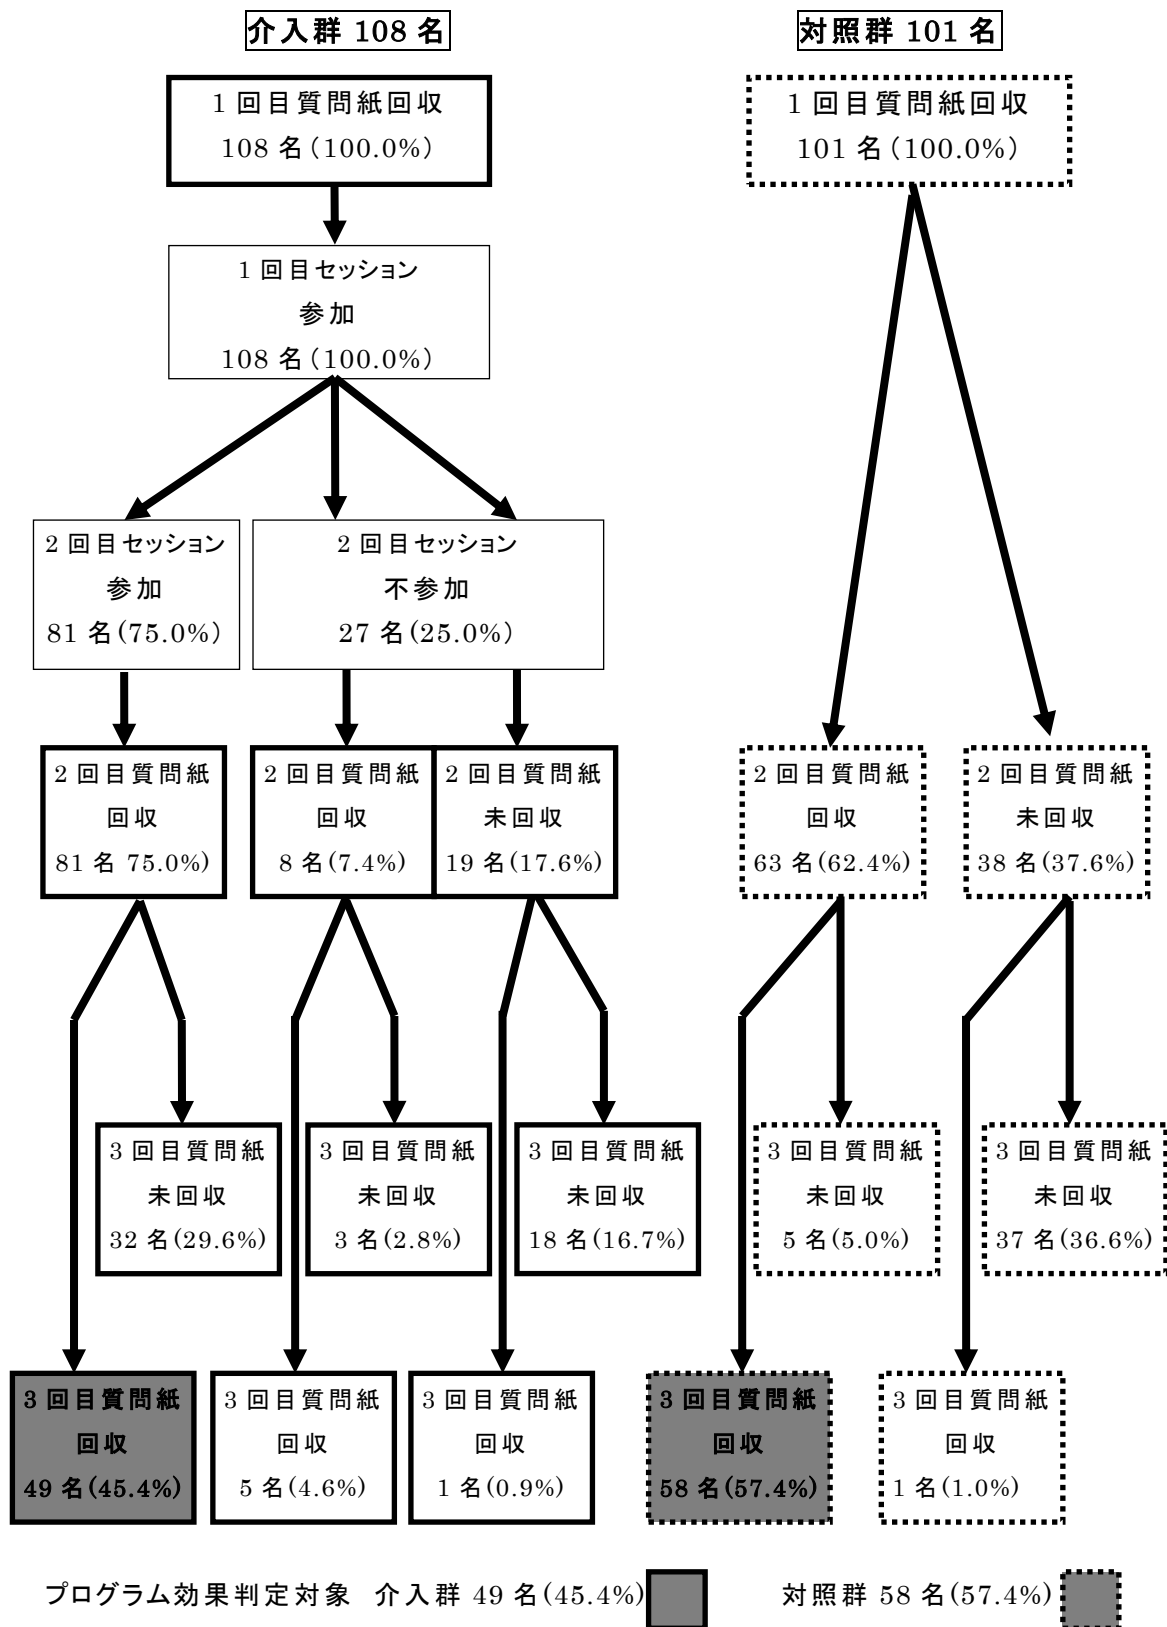 介入群 108 名
対照群 101 名
1 回目質問紙回収
108 名(100.0%)
1 回目質問紙回収
101 名(100.0%)
1 回目セッション
参加
108 名(100.0%)
2 回目セッション
参加
81 名(75.0%)
2 回目セッション
不参加
27 名(25.0%)
2 回目質問紙
回収
81 名 75.0%)
2 回目質問紙
回収
8 名(7.4%)
2 回目質問紙
未回収
19 名(17.6%)
2 回目質問紙
回収
63 名(62.4%)
2 回目質問紙
未回収
38 名(37.6%)
3 回目質問紙
未回収
32 名(29.6%)
3 回目質問紙
未回収
3 名(2.8%)
3 回目質問紙
未回収
18 名(16.7%)
3 回目質問紙
未回収
5 名(5.0%)
3 回目質問紙
未回収
37 名(36.6%)
3 回目質問紙
回収
49 名(45.4%)
3 回目質問紙
回収
5 名(4.6%)
3 回目質問紙
回収
1 名(0.9%)
3 回目質問紙
回収
58 名(57.4%)
3 回目質問紙
回収
1 名(1.0%)
プログラム効果判定対象 介入群 49 名(45.4%) 対照群 58 名(57.4%)